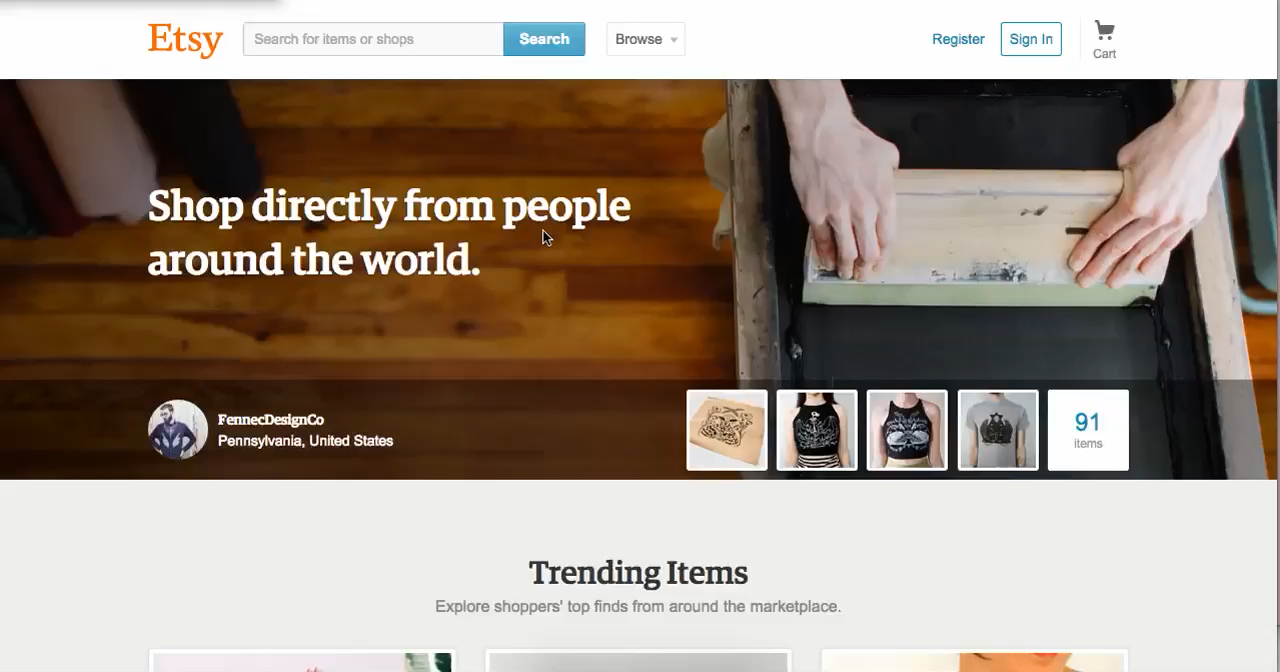 Etsy
Search for items or shops
Search
Browse
Register
Sign In
Cart
Shop directly from people
around the world.
FennecDesignCo
Pennsylvania, United States
91
items
Trending Items
Explore shoppers' top finds from around the marketplace.